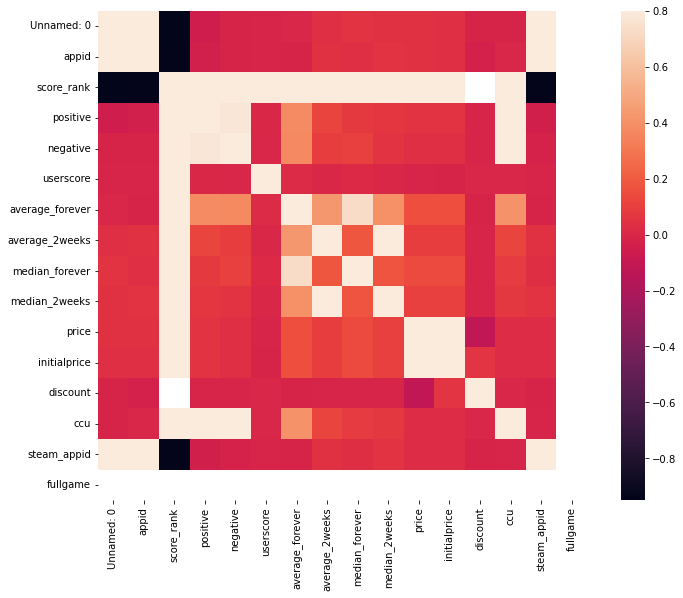 Unnamed: 0
appid
score_rank
positive
negative
userscore
average_forever
average_2weeks
median_forever
median_2weeks
price
initialprice
discount
ccu
steam_appid
fullgame
Unnamed: 0
appid
score_rank
positive
negative
userscore
average_forever
average_2weeks
median_forever
median_2weeks
price
initialprice
discount
ccu
steam_appid
fullgame
0.8
0.6
0.4
0.2
0.0
−0.2
−0.4
−0.6
−0.8